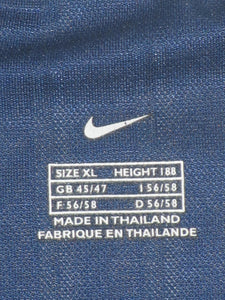 SIZE XL HEIGHT 188
GB 45/47 I 56/58
F 56/58 D 56/58
MADE IN THAILAND
FABRIQUE EN THAILANDE